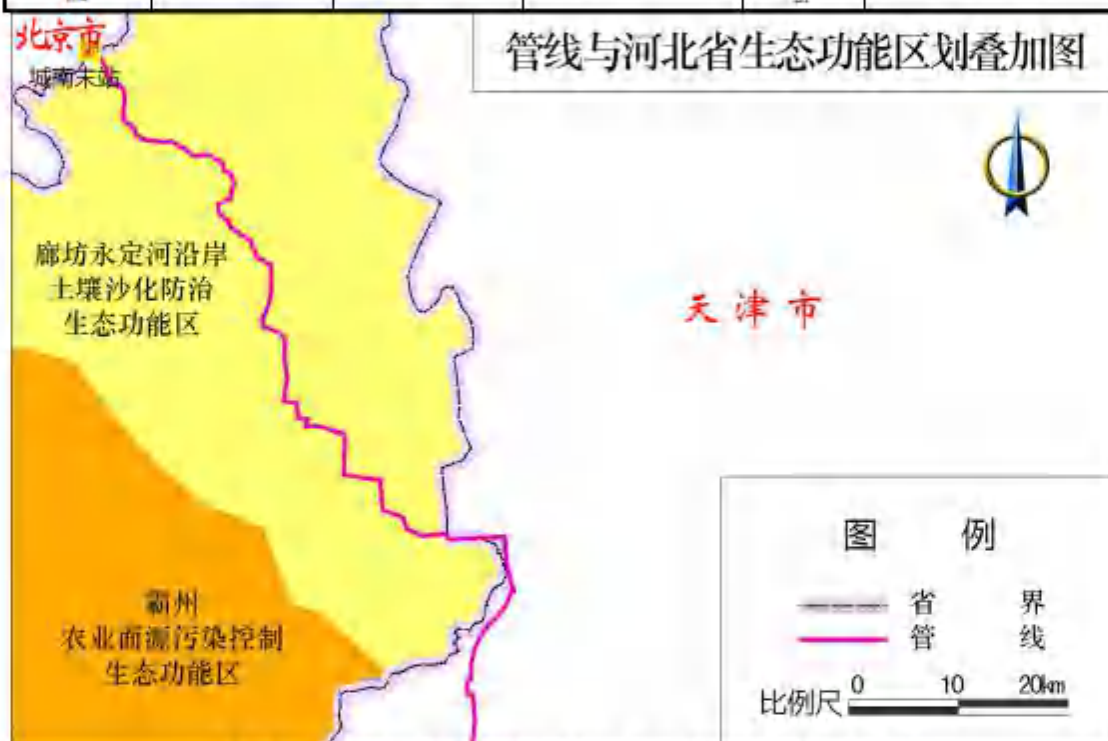 管线与河北省生态功能区划叠加图
北京市
城南末站
廊坊永定河沿岸
土壤沙化防治
生态功能区
天津市
霸州
农业面源污染控制
生态功能区
图 例
省 界
管 线
比例尺 0 10 20km